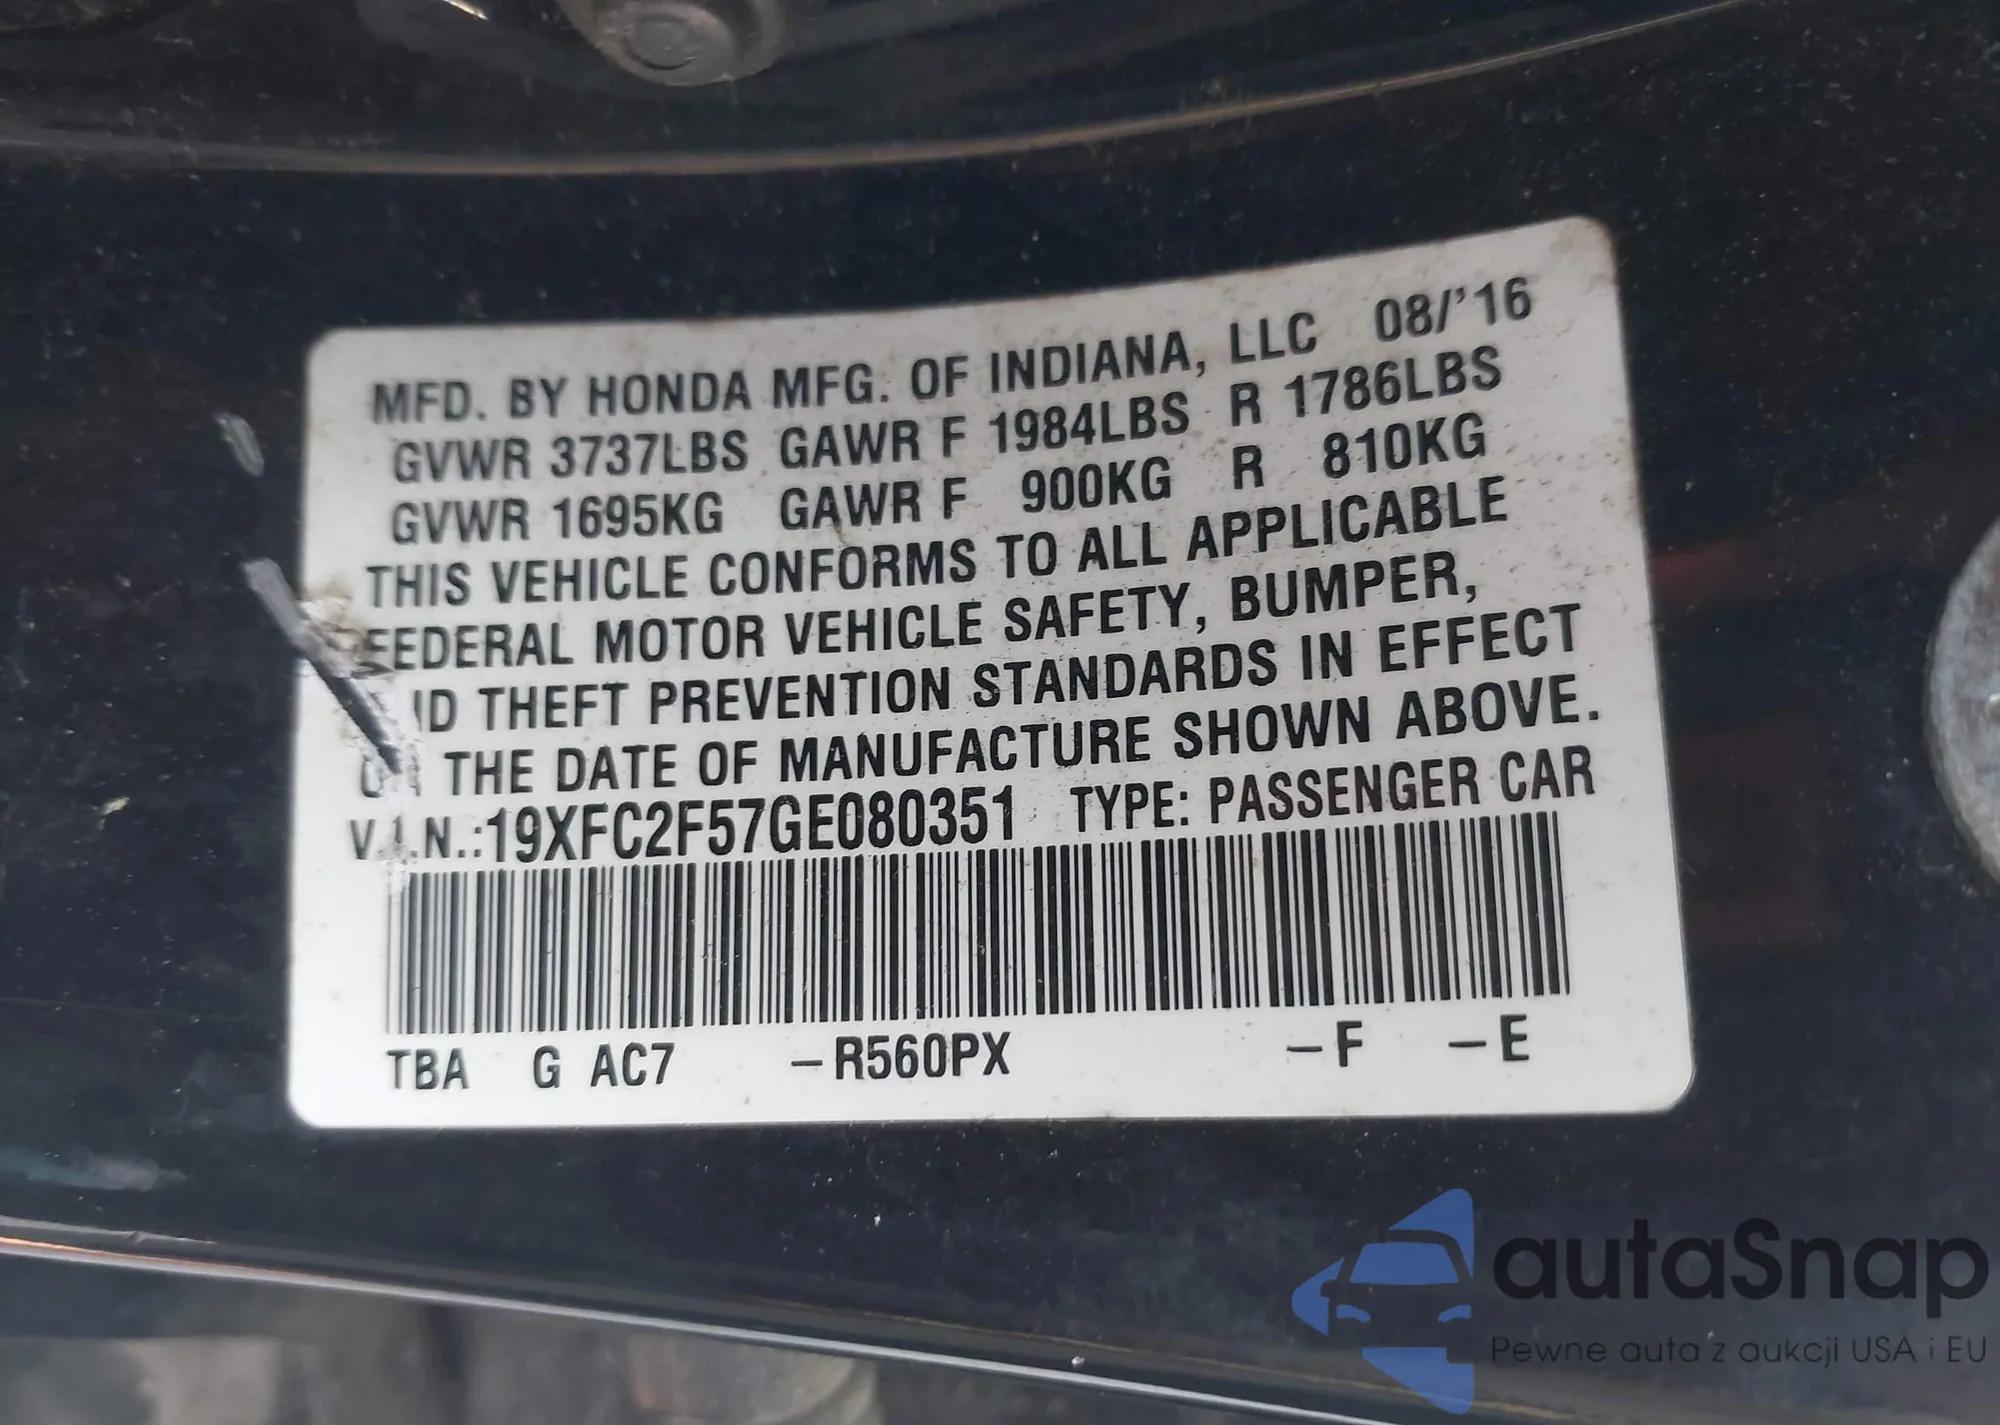 MFD. BY HONDA MFG. OF INDIANA, LLC 08/'16
GVWR 3737LBS GAWR F 1984LBS R 1786LBS
GVWR 1695KG GAWR F 900KG R 810KG
THIS VEHICLE CONFORMS TO ALL APPLICABLE
FEDERAL MOTOR VEHICLE SAFETY, BUMPER,
THEFT PREVENTION STANDARDS IN EFFECT
THE DATE OF MANUFACTURE SHOWN ABOVE.
V.I.N.:19XFC2F57GE080351 TYPE: PASSENGER CAR
TBA G AC7 –R560PX –F –E
autaSnap
Pewne auta z aukcji USA i EU